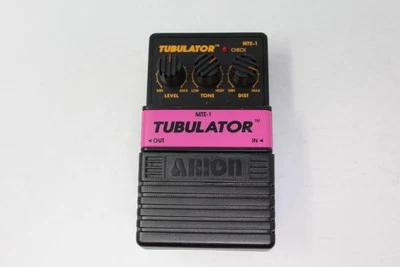 TUBULATOR™ MTE-1
CHECK
MIN MAX LOW HIGH MIN MAX
LEVEL TONE DIST
MTE-1
TUBULATOR™
◄OUT IN◄
ARION